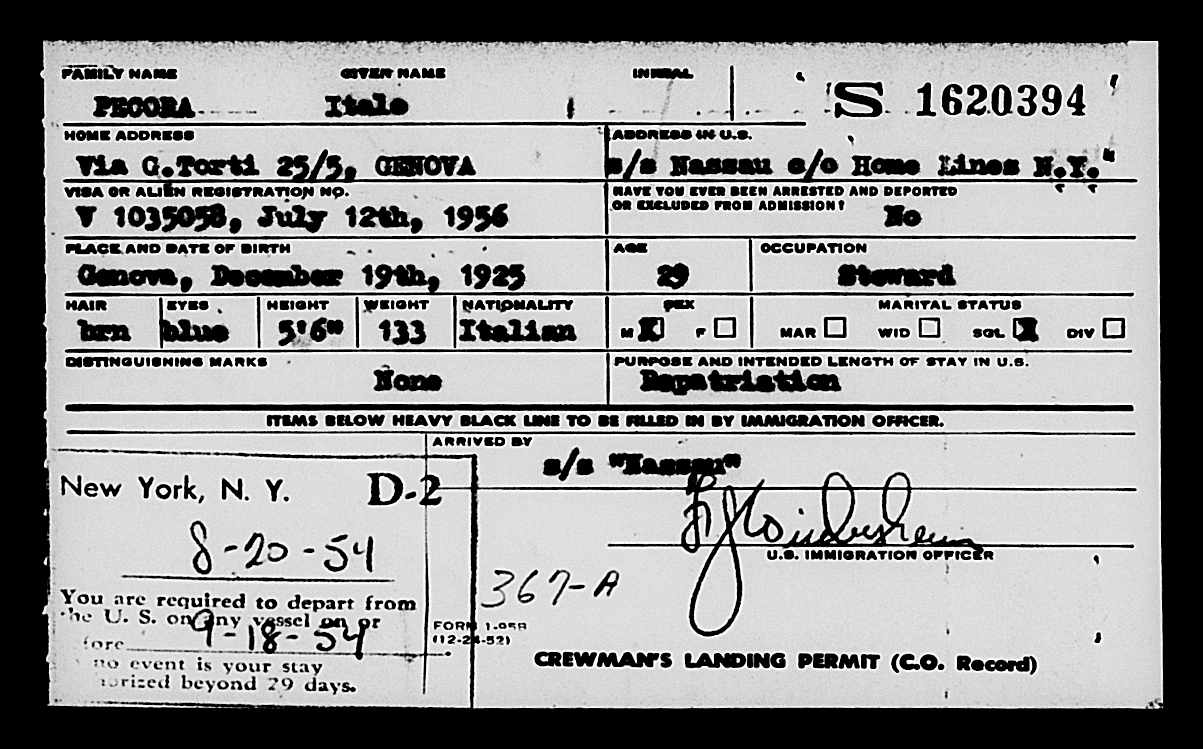 FAMILY NAME GIVEN NAME INITIAL
PECORA Italo S 1620394
HOME ADDRESS ADDRESS IN U.S.
Via G.Torti 25/5, GENOVA s/s Nassau c/o Home Lines N.Y."
VISA OR ALIEN REGISTRATION NO. HAVE YOU EVER BEEN ARRESTED AND DEPORTED
OR EXCLUDED FROM ADMISSION?
V 1035058, July 12th, 1956 No
PLACE AND DATE OF BIRTH AGE OCCUPATION
Genova, December 19th, 1925 29 Steward
HAIR EYES HEIGHT WEIGHT NATIONALITY SEX MARITAL STATUS
brn blue 5'6" 133 Italian M X F MAR WID SGL X DIV
DISTINGUISHING MARKS PURPOSE AND INTENDED LENGTH OF STAY IN U.S.
None Repatriation
ITEMS BELOW HEAVY BLACK LINE TO BE FILLED IN BY IMMIGRATION OFFICER.
ARRIVED BY
s/s "Nassau"
New York, N. Y. D-2
8-20-54
U.S. IMMIGRATION OFFICER
367-A
You are required to depart from
the U. S. on any vessel on or
fore 9-18-54
FORM I-95B
(12-24-52)
no event is your stay
orized beyond 29 days.
CREWMAN'S LANDING PERMIT (C.O. Record)